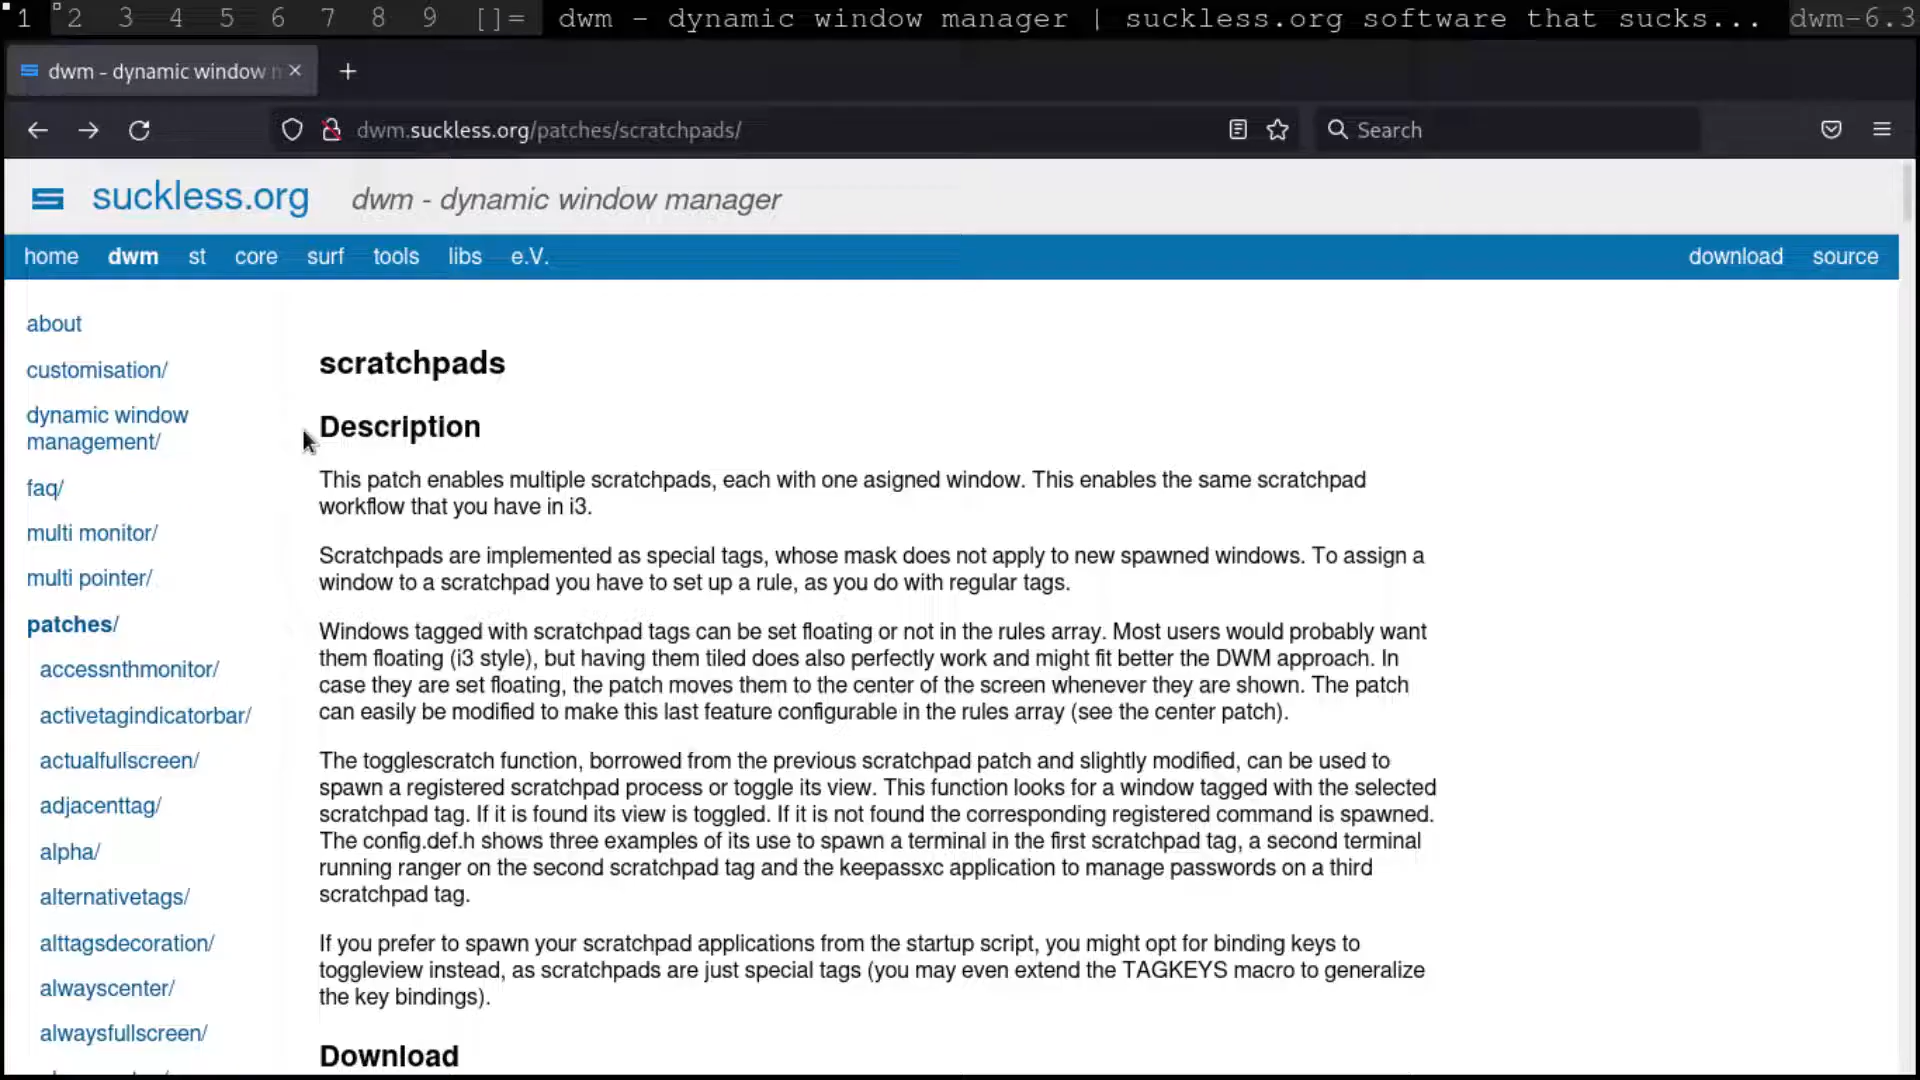 1 2 3 4 5 6 7 8 9 []= dwm - dynamic window manager | suckless.org software that sucks... dwm-6.3
dwm - dynamic window
dwm.suckless.org/patches/scratchpads/ Search
suckless.org dwm - dynamic window manager
home dwm st core surf tools libs e.V. download source
about
customisation/
dynamic window
management/
faq/
multi monitor/
multi pointer/
patches/
accessnthmonitor/
activetagindicatorbar/
actualfullscreen/
adjacenttag/
alpha/
alternativetags/
alttagsdecoration/
alwayscenter/
alwaysfullscreen/
scratchpads
Description
This patch enables multiple scratchpads, each with one asigned window. This enables the same scratchpad
workflow that you have in i3.
Scratchpads are implemented as special tags, whose mask does not apply to new spawned windows. To assign a
window to a scratchpad you have to set up a rule, as you do with regular tags.
Windows tagged with scratchpad tags can be set floating or not in the rules array. Most users would probably want
them floating (i3 style), but having them tiled does also perfectly work and might fit better the DWM approach. In
case they are set floating, the patch moves them to the center of the screen whenever they are shown. The patch
can easily be modified to make this last feature configurable in the rules array (see the center patch).
The togglescratch function, borrowed from the previous scratchpad patch and slightly modified, can be used to
spawn a registered scratchpad process or toggle its view. This function looks for a window tagged with the selected
scratchpad tag. If it is found its view is toggled. If it is not found the corresponding registered command is spawned.
The config.def.h shows three examples of its use to spawn a terminal in the first scratchpad tag, a second terminal
running ranger on the second scratchpad tag and the keepassxc application to manage passwords on a third
scratchpad tag.
If you prefer to spawn your scratchpad applications from the startup script, you might opt for binding keys to
toggleview instead, as scratchpads are just special tags (you may even extend the TAGKEYS macro to generalize
the key bindings).
Download